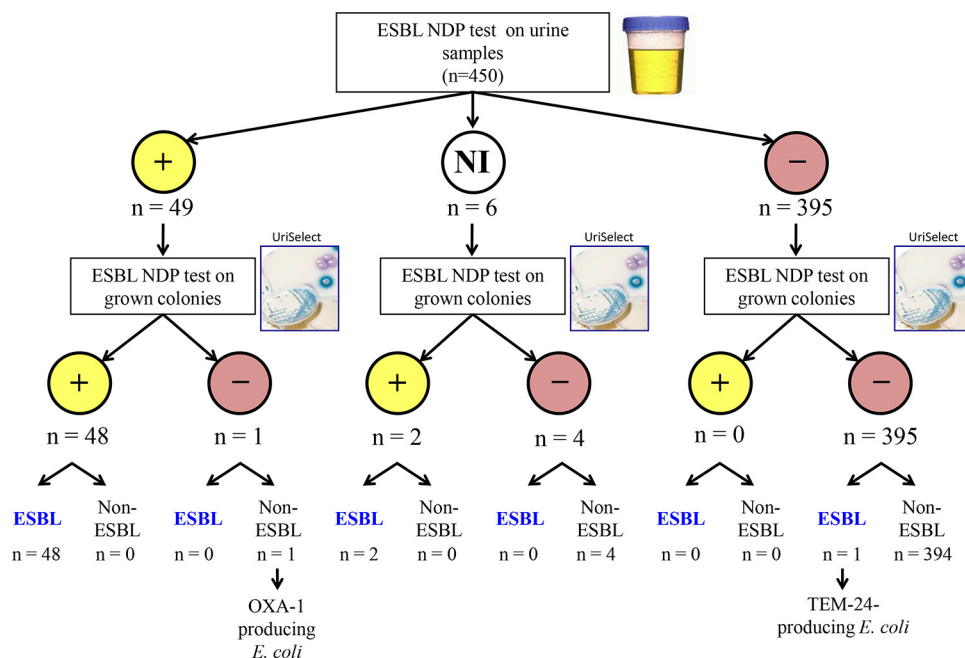 ESBL NDP test on urine
samples
(n=450)
+
NI
−
n = 49
n = 6
n = 395
UriSelect
UriSelect
UriSelect
ESBL NDP test on
grown colonies
ESBL NDP test on
grown colonies
ESBL NDP test on
grown colonies
+
−
+
−
+
−
n = 48
n = 1
n = 2
n = 4
n = 0
n = 395
ESBL
Non-
ESBL
ESBL
Non-
ESBL
ESBL
Non-
ESBL
ESBL
Non-
ESBL
ESBL
Non-
ESBL
ESBL
Non-
ESBL
n = 48
n = 0
n = 0
n = 1
n = 2
n = 0
n = 0
n = 4
n = 0
n = 0
n = 1
n = 394
OXA-1
producing
E. coli
TEM-24-
producing E. coli